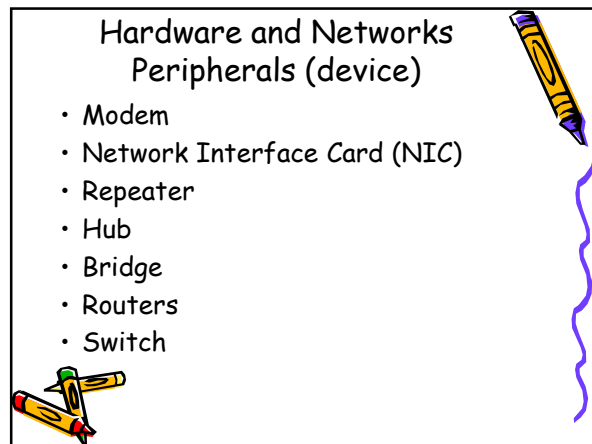 Hardware and Networks
Peripherals (device)
• Modem
• Network Interface Card (NIC)
• Repeater
• Hub
• Bridge
• Routers
• Switch